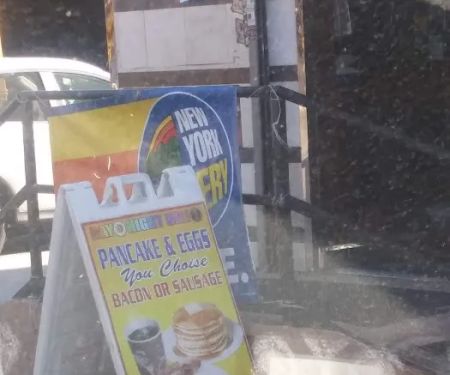 NEW
YORK
PANCAKE & EGGS
You Choise
BACON OR SAUSAGE
E.